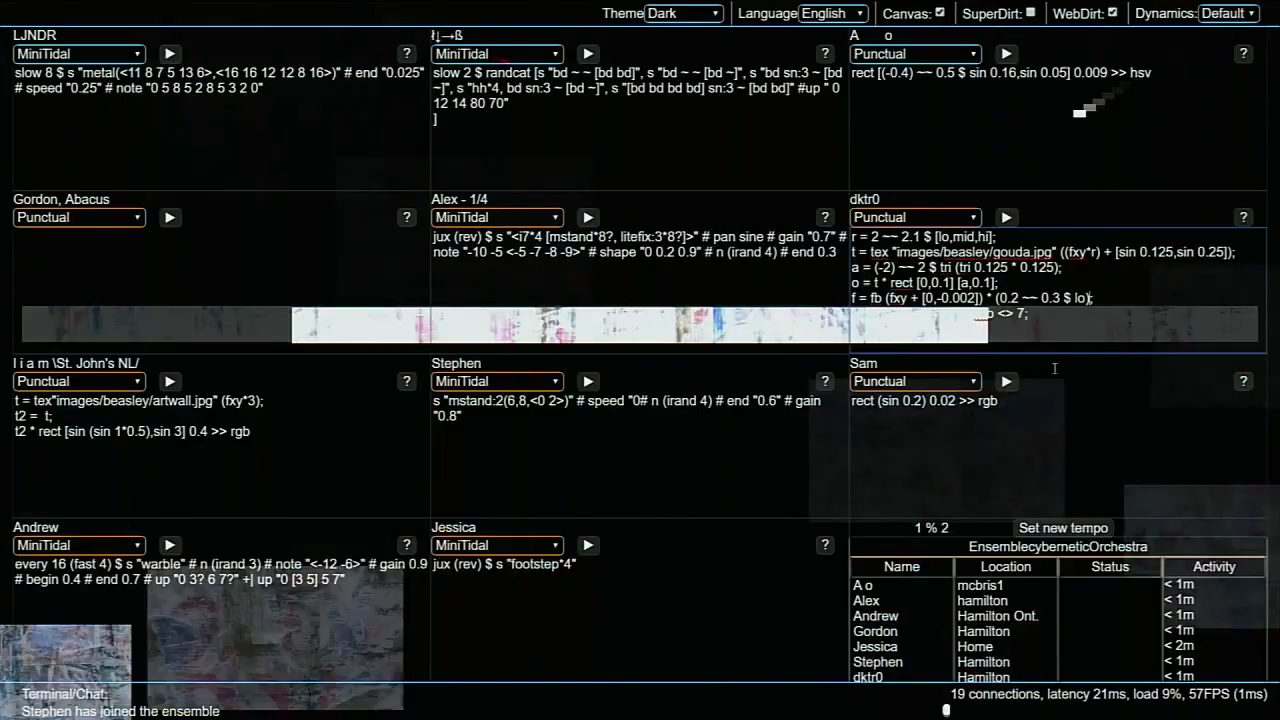 Theme Dark Language English Canvas: SuperDirt: WebDirt: Dynamics: Default
LJNDR
MiniTidal ?
slow 8 $ s "metal(<11 8 7 5 13 6>,<16 16 12 12 8 16>)" # end "0.025"
# speed "0.25" # note "0 5 8 5 2 8 5 3 2 0"
ł↓→ß
MiniTidal ?
slow 2 $ randcat [s "bd ~ ~ [bd bd]", s "bd ~ ~ [bd ~]", s "bd sn:3 ~ [bd
~]", s "hh*4, bd sn:3 ~ [bd ~]", s "[bd bd bd bd] sn:3 ~ [bd bd]" #up " 0
12 14 80 70"
]
A o
Punctual ?
rect [(-0.4) ~~ 0.5 $ sin 0.16,sin 0.05] 0.009 >> hsv
Gordon, Abacus
Punctual ?
Alex - 1/4
MiniTidal ?
jux (rev) $ s "<i7*4 [mstand*8?, litefix:3*8?]>" # pan sine # gain "0.7" #
note "-10 -5 <-5 -7 -8 -9>" # shape "0 0.2 0.9" # n (irand 4) # end 0.3
dktr0
Punctual ?
r = 2 ~~ 2.1 $ [lo,mid,hi];
t = tex "images/beasley/gouda.jpg" ((fxy*r) + [sin 0.125,sin 0.25]);
a = (-2) ~~ 2 $ tri (tri 0.125 * 0.125);
o = t * rect [0,0.1] [a,0.1];
f = fb (fxy + [0,-0.002]) * (0.2 ~~ 0.3 $ lo);
<> 7;
l i a m \St. John's NL/
Punctual ?
t = tex"images/beasley/artwall.jpg" (fxy*3);
t2 = t;
t2 * rect [sin (sin 1*0.5),sin 3] 0.4 >> rgb
Stephen
MiniTidal ?
s "mstand:2(6,8,<0 2>)" # speed "0# n (irand 4) # end "0.6" # gain
"0.8"
Sam
Punctual ?
rect (sin 0.2) 0.02 >> rgb
Andrew
MiniTidal ?
every 16 (fast 4) $ s "warble" # n (irand 3) # note "<-12 -6>" # gain 0.9
# begin 0.4 # end 0.7 # up "0 3? 6 7?" +| up "0 [3 5] 5 7"
Jessica
MiniTidal ?
jux (rev) $ s "footstep*4"
1 % 2 Set new tempo
EnsemblecyberneticOrchestra
Name Location Status Activity
A o mcbris1 < 1m
Alex hamilton < 1m
Andrew Hamilton Ont. < 1m
Gordon Hamilton < 1m
Jessica Home < 2m
Stephen Hamilton < 1m
dktr0 Hamilton < 1m
Terminal/Chat:
Stephen has joined the ensemble
19 connections, latency 21ms, load 9%, 57FPS (1ms)